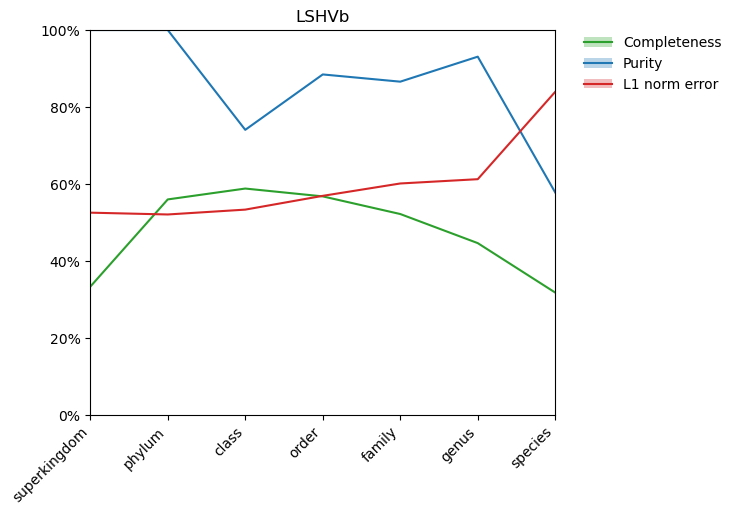 LSHVb
100%
80%
60%
40%
20%
0%
superkingdom
phylum
class
order
family
genus
species
Completeness
Purity
L1 norm error